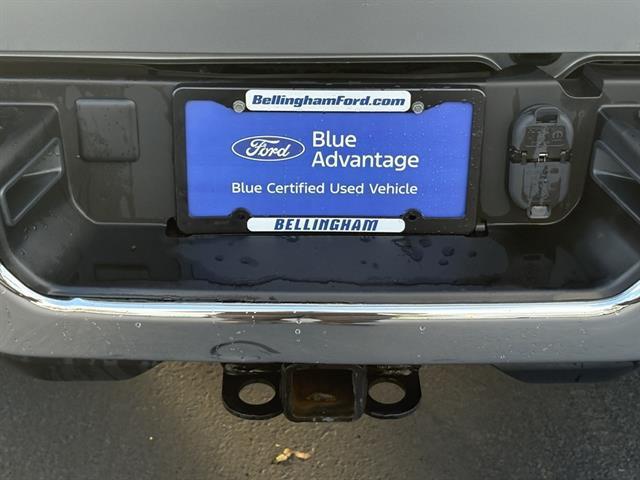 BellinghamFord.com
Ford
Blue
Advantage
Blue Certified Used Vehicle
BELLINGHAM